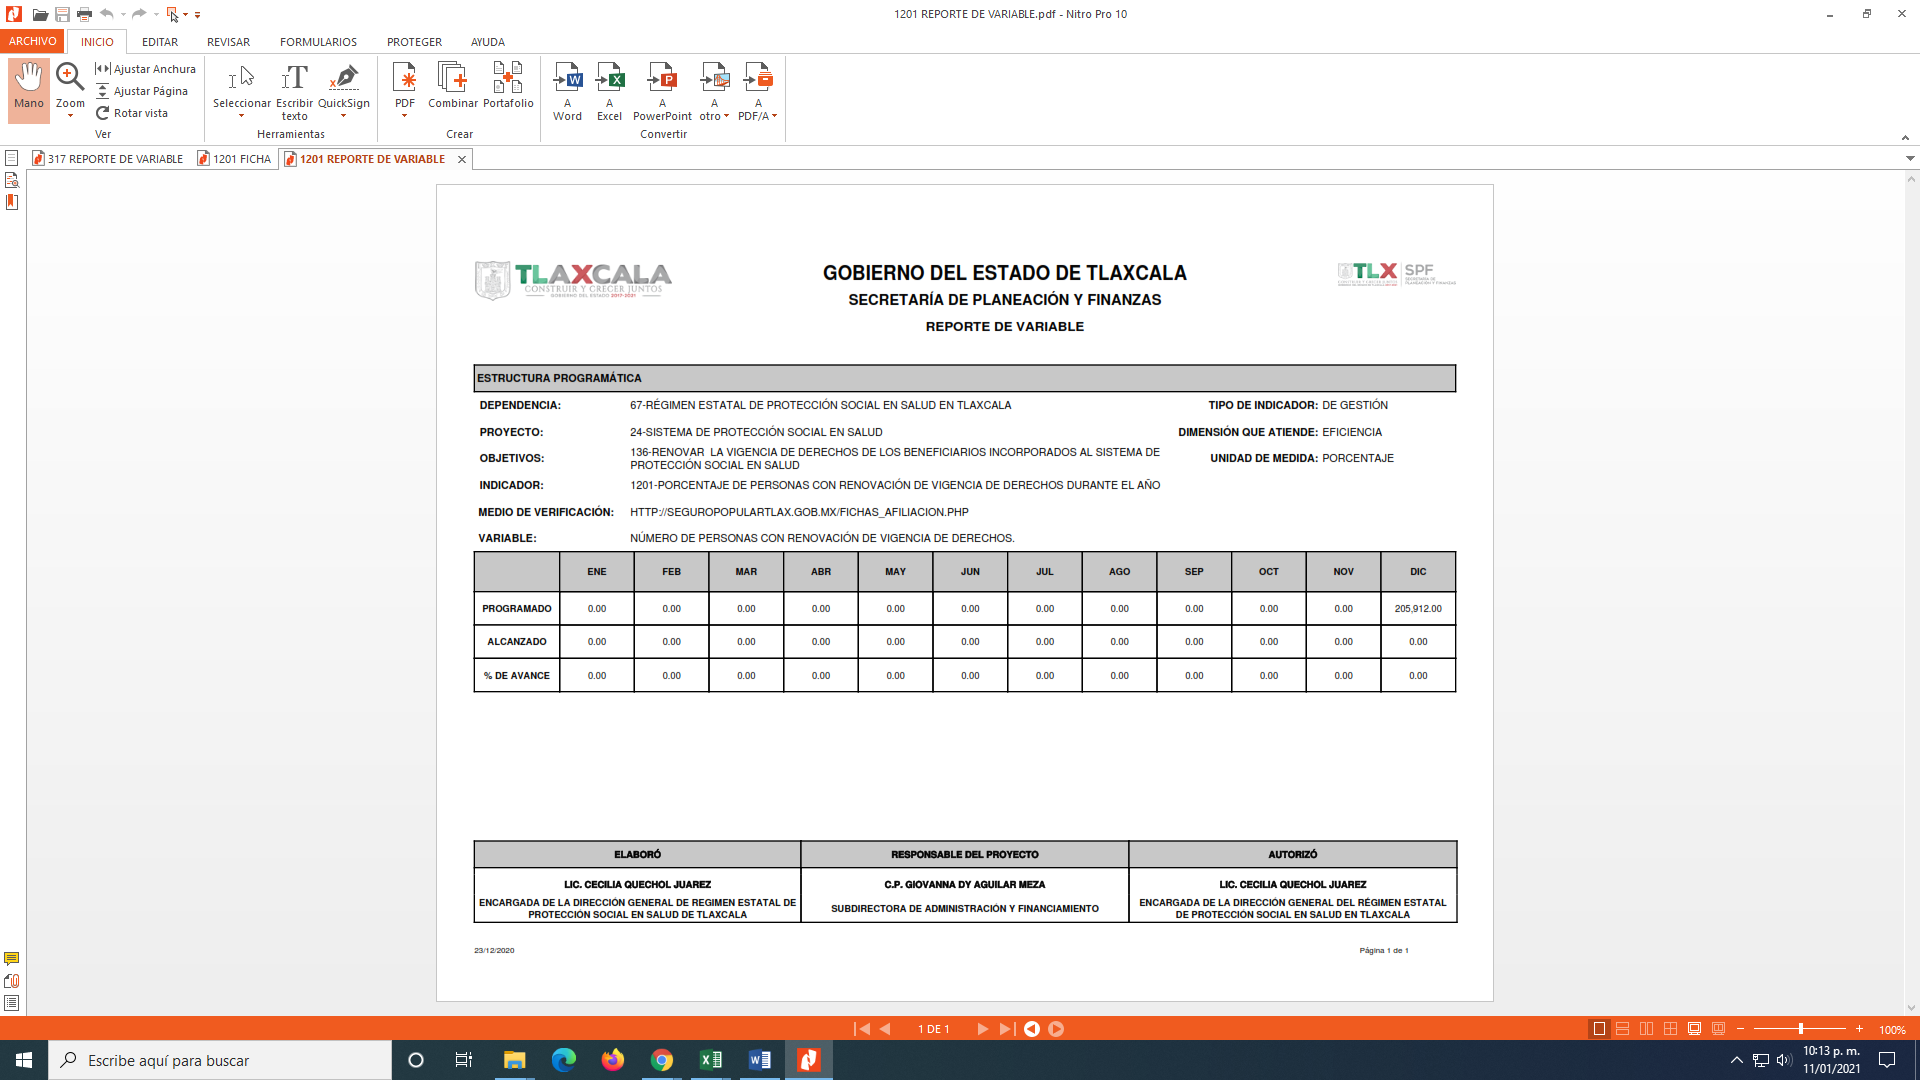 1201 REPORTE DE VARIABLE.pdf - Nitro Pro 10
ARCHIVO INICIO EDITAR REVISAR FORMULARIOS PROTEGER AYUDA
Mano Zoom Ajustar Anchura Ajustar Página Rotar vista
Ver
Seleccionar Escribir texto QuickSign
Herramientas
PDF Combinar Portafolio
Crear
A Word A Excel A PowerPoint A otro A PDF/A
Convertir
317 REPORTE DE VARIABLE 1201 FICHA 1201 REPORTE DE VARIABLE
TLAXCALA
CONSTRUIR Y CRECER JUNTOS
GOBIERNO DEL ESTADO 2017-2021
GOBIERNO DEL ESTADO DE TLAXCALA
SECRETARÍA DE PLANEACIÓN Y FINANZAS
REPORTE DE VARIABLE
TLX SPF
SECRETARÍA DE
PLANEACIÓN Y FINANZAS
ESTRUCTURA PROGRAMÁTICA
DEPENDENCIA: 67-RÉGIMEN ESTATAL DE PROTECCIÓN SOCIAL EN SALUD EN TLAXCALA TIPO DE INDICADOR: DE GESTIÓN
PROYECTO: 24-SISTEMA DE PROTECCIÓN SOCIAL EN SALUD DIMENSIÓN QUE ATIENDE: EFICIENCIA
OBJETIVOS: 136-RENOVAR LA VIGENCIA DE DERECHOS DE LOS BENEFICIARIOS INCORPORADOS AL SISTEMA DE
PROTECCIÓN SOCIAL EN SALUD UNIDAD DE MEDIDA: PORCENTAJE
INDICADOR: 1201-PORCENTAJE DE PERSONAS CON RENOVACIÓN DE VIGENCIA DE DERECHOS DURANTE EL AÑO
MEDIO DE VERIFICACIÓN: HTTP://SEGUROPOPULARTLAX.GOB.MX/FICHAS_AFILIACION.PHP
VARIABLE: NÚMERO DE PERSONAS CON RENOVACIÓN DE VIGENCIA DE DERECHOS.
ENE FEB MAR ABR MAY JUN JUL AGO SEP OCT NOV DIC
PROGRAMADO 0.00 0.00 0.00 0.00 0.00 0.00 0.00 0.00 0.00 0.00 0.00 205,912.00
ALCANZADO 0.00 0.00 0.00 0.00 0.00 0.00 0.00 0.00 0.00 0.00 0.00 0.00
% DE AVANCE 0.00 0.00 0.00 0.00 0.00 0.00 0.00 0.00 0.00 0.00 0.00 0.00
ELABORÓ RESPONSABLE DEL PROYECTO AUTORIZÓ
LIC. CECILIA QUECHOL JUAREZ C.P. GIOVANNA DY AGUILAR MEZA LIC. CECILIA QUECHOL JUAREZ
ENCARGADA DE LA DIRECCIÓN GENERAL DE REGIMEN ESTATAL DE
PROTECCIÓN SOCIAL EN SALUD DE TLAXCALA
SUBDIRECTORA DE ADMINISTRACIÓN Y FINANCIAMIENTO
ENCARGADA DE LA DIRECCIÓN GENERAL DEL RÉGIMEN ESTATAL
DE PROTECCIÓN SOCIAL EN SALUD EN TLAXCALA
23/12/2020 Página 1 de 1
1 DE 1
100%
Escribe aquí para buscar
10:13 p. m.
11/01/2021